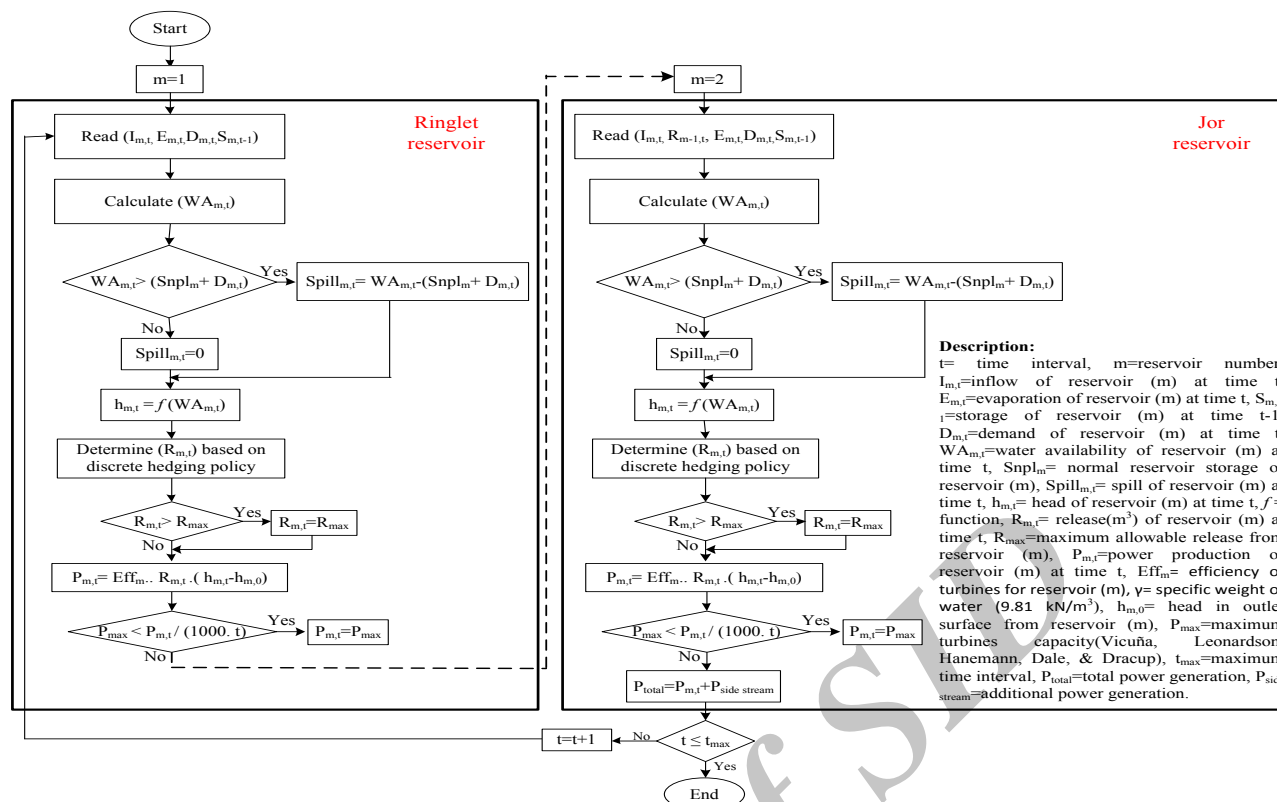 Start
m=1
Ringlet
reservoir
Read (Im,t, Em,t,Dm,t,Sm,t-1)
Calculate (WAm,t)
WAm,t> (Snplm+ Dm,t)
Yes
Spillm,t= WAm,t-(Snplm+ Dm,t)
No
Spillm,t=0
hm,t = f (WAm,t)
Determine (Rm,t) based on
discrete hedging policy
Rm,t> Rmax
Yes
Rm,t=Rmax
No
Pm,t= Effm.. Rm,t .( hm,t-hm,0)
Pmax < Pm,t / (1000. t)
Yes
Pm,t=Pmax
No
m=2
Jor
reservoir
Read (Im,t, Rm-1,t, Em,t,Dm,t,Sm,t-1)
Calculate (WAm,t)
WAm,t> (Snplm+ Dm,t)
Yes
Spillm,t= WAm,t-(Snplm+ Dm,t)
No
Spillm,t=0
hm,t = f (WAm,t)
Determine (Rm,t) based on
discrete hedging policy
Rm,t> Rmax
Yes
Rm,t=Rmax
No
Pm,t= Effm.. Rm,t .( hm,t-hm,0)
Pmax < Pm,t / (1000. t)
Yes
Pm,t=Pmax
No
Ptotal=Pm,t+Pside stream
t ≤ tmax
No
t=t+1
Yes
End
Description:
t= time interval, m=reservoir number
Im,t=inflow of reservoir (m) at time t
Em,t=evaporation of reservoir (m) at time t, Sm,
1=storage of reservoir (m) at time t-1
Dm,t=demand of reservoir (m) at time t
WAm,t=water availability of reservoir (m) a
time t, Snplm= normal reservoir storage o
reservoir (m), Spillm,t= spill of reservoir (m) a
time t, hm,t= head of reservoir (m) at time t, f =
function, Rm,t= release(m³) of reservoir (m) a
time t, Rmax=maximum allowable release from
reservoir (m), Pm,t=power production o
reservoir (m) at time t, Effm= efficiency o
turbines for reservoir (m), γ= specific weight o
water (9.81 kN/m³), hm,0= head in outle
surface from reservoir (m), Pmax=maximum
turbines capacity(Vicuña, Leonardson
Hanemann, Dale, & Dracup), tmax=maximum
time interval, Ptotal=total power generation, Psid
stream=additional power generation.
of SID